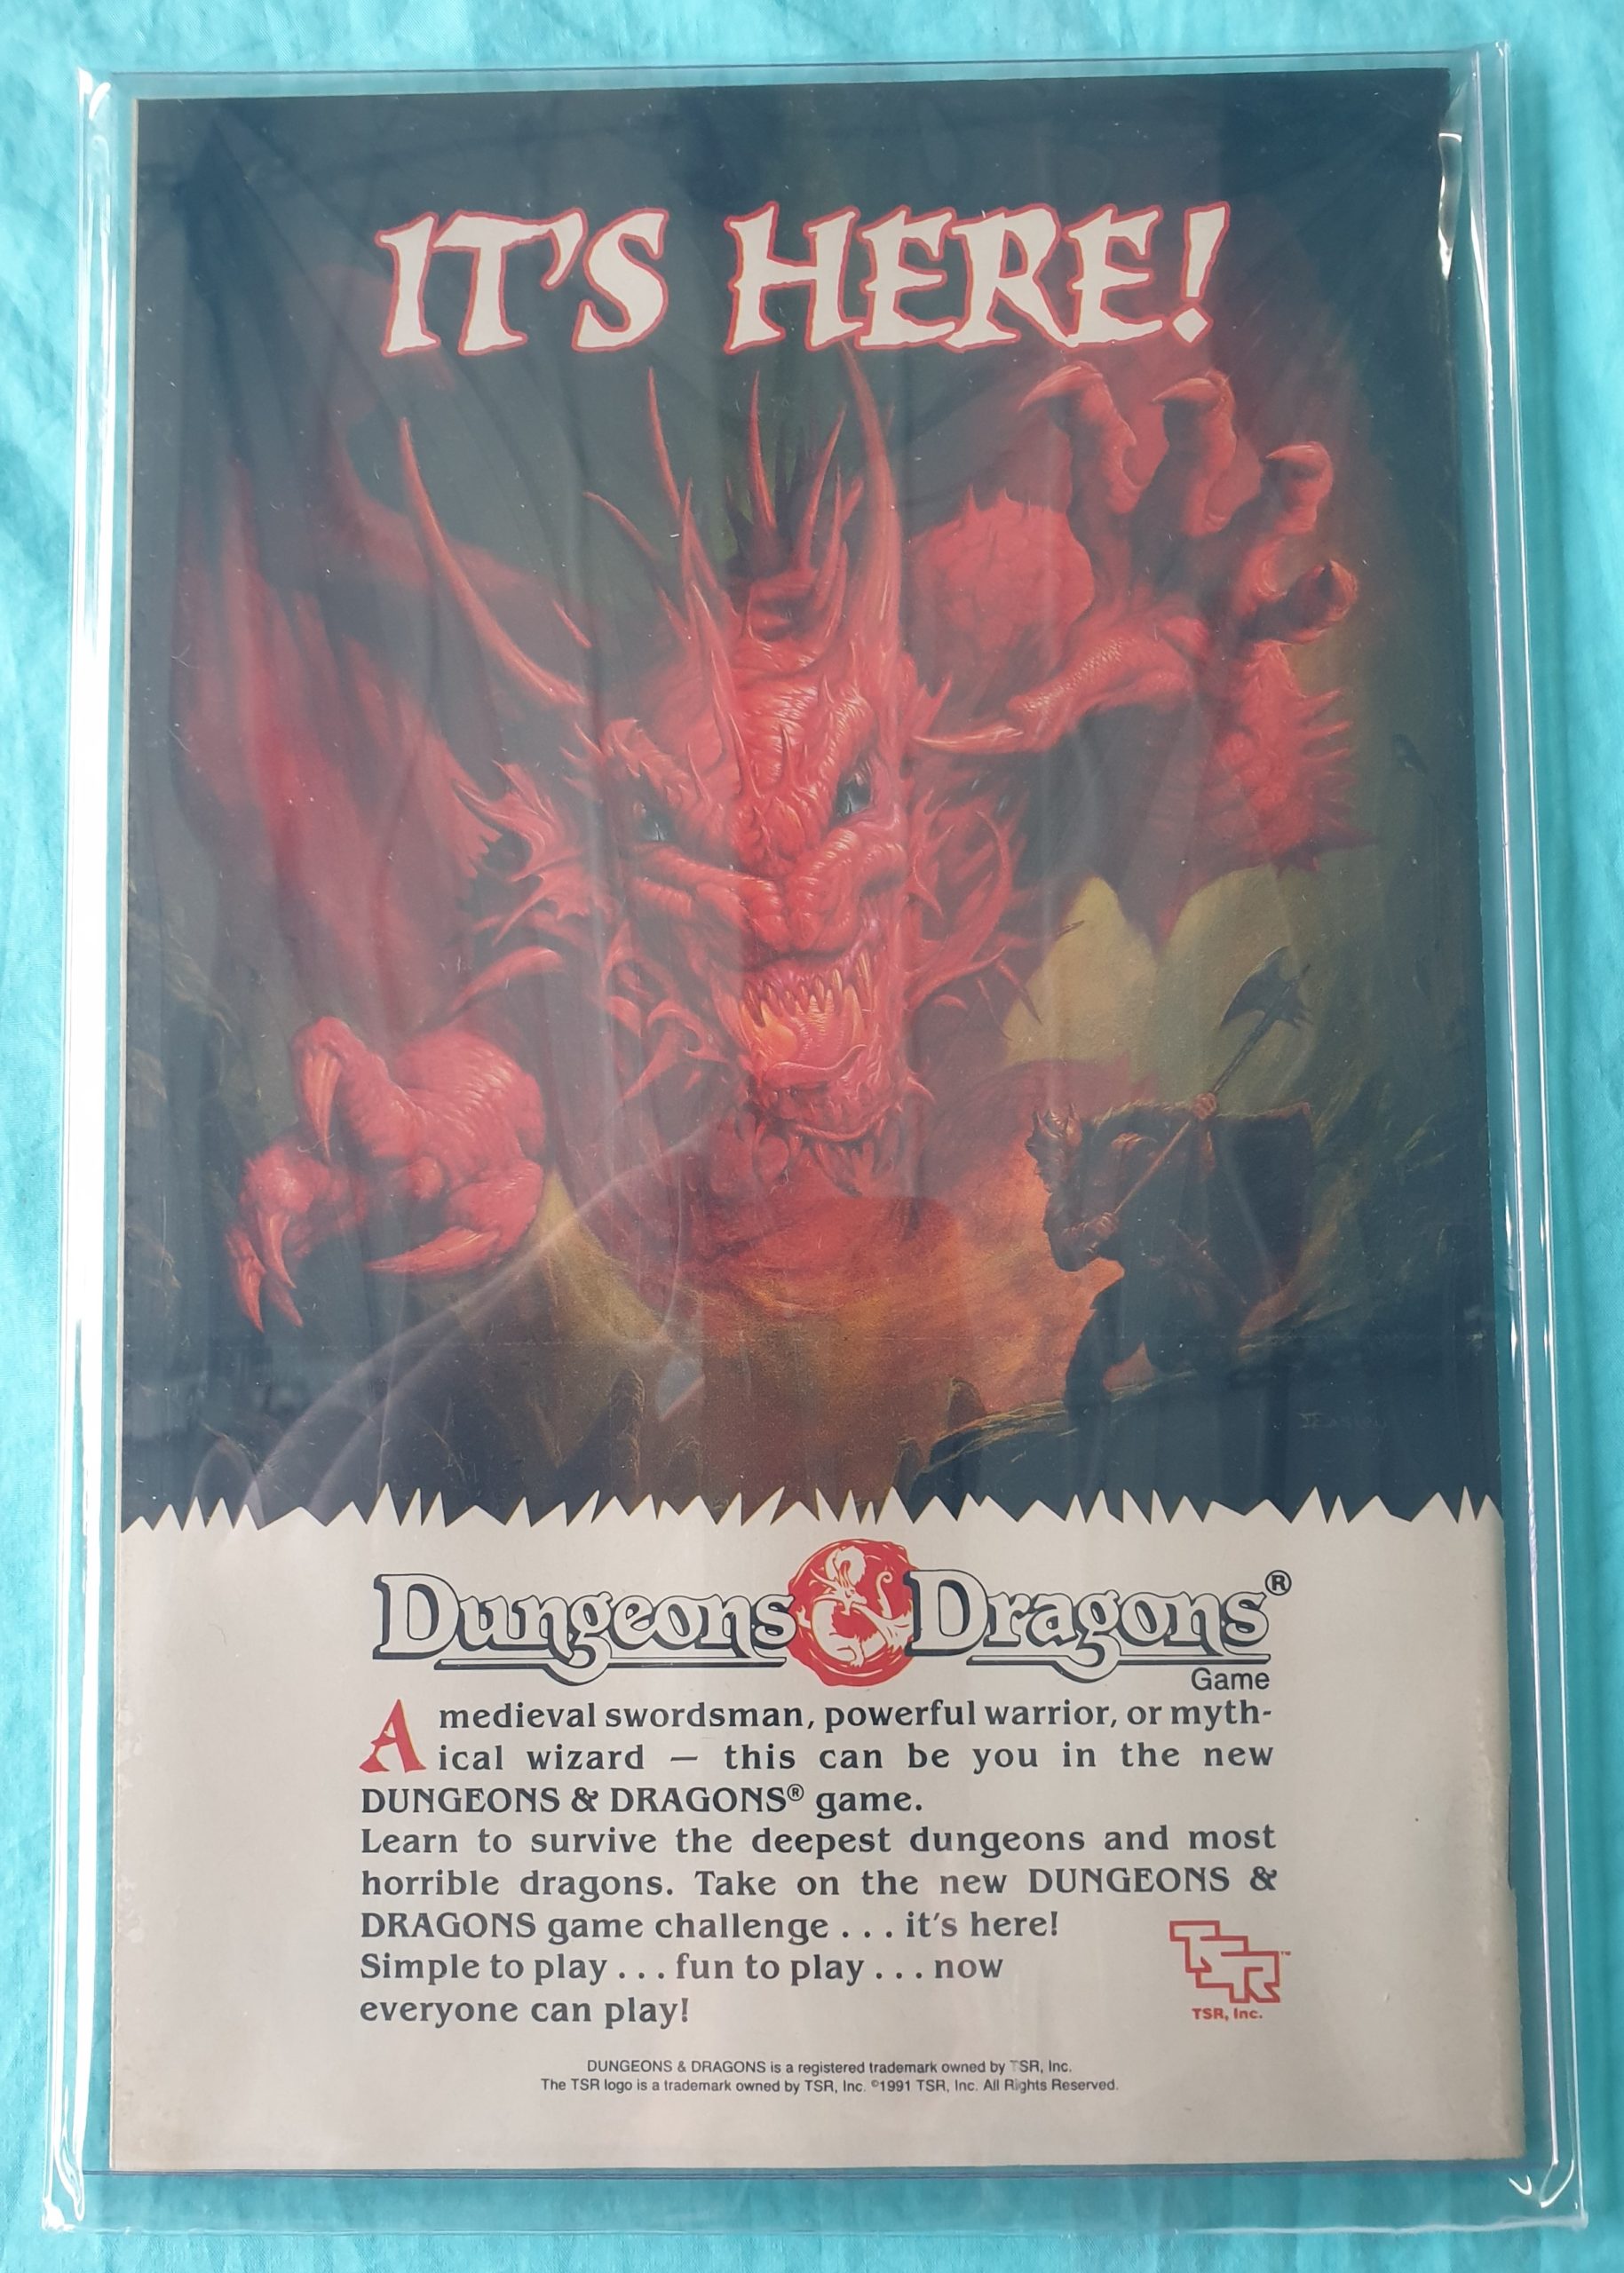 IT'S HERE!
Dungeons & Dragons®
Game
A medieval swordsman, powerful warrior, or myth-
ical wizard — this can be you in the new
DUNGEONS & DRAGONS® game.
Learn to survive the deepest dungeons and most
horrible dragons. Take on the new DUNGEONS &
DRAGONS game challenge . . . it's here!
Simple to play . . . fun to play . . . now
everyone can play!
TSR™
TSR, Inc.
DUNGEONS & DRAGONS is a registered trademark owned by TSR, Inc.
The TSR logo is a trademark owned by TSR, Inc. ©1991 TSR, Inc. All Rights Reserved.